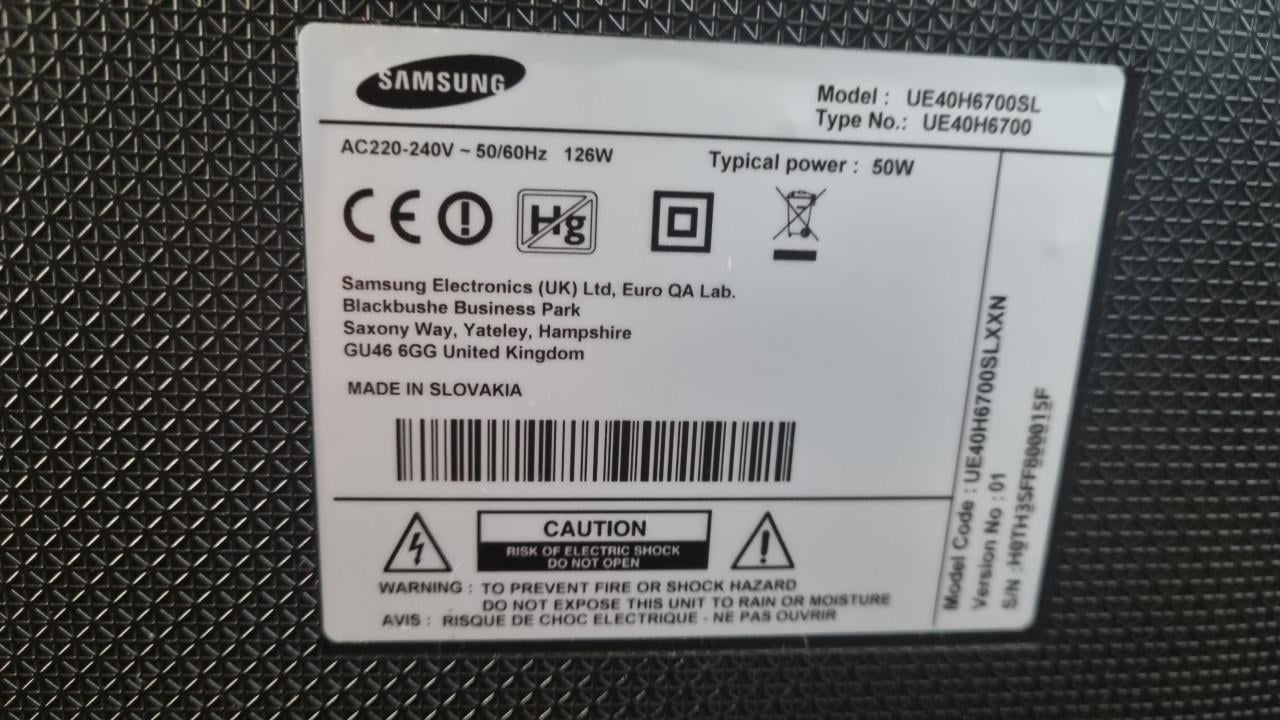 SAMSUNG
Model : UE40H6700SL
Type No.: UE40H6700
AC220-240V ~ 50/60Hz 126W
Typical power : 50W
CE
Hg
Samsung Electronics (UK) Ltd, Euro QA Lab.
Blackbushe Business Park
Saxony Way, Yateley, Hampshire
GU46 6GG United Kingdom
MADE IN SLOVAKIA
CAUTION
RISK OF ELECTRIC SHOCK
DO NOT OPEN
WARNING : TO PREVENT FIRE OR SHOCK HAZARD
DO NOT EXPOSE THIS UNIT TO RAIN OR MOISTURE
AVIS : RISQUE DE CHOC ELECTRIQUE - NE PAS OUVRIR
Model Code : UE40H6700SLXXN
Version No : 01
S/N :H0TH3SFF800015F